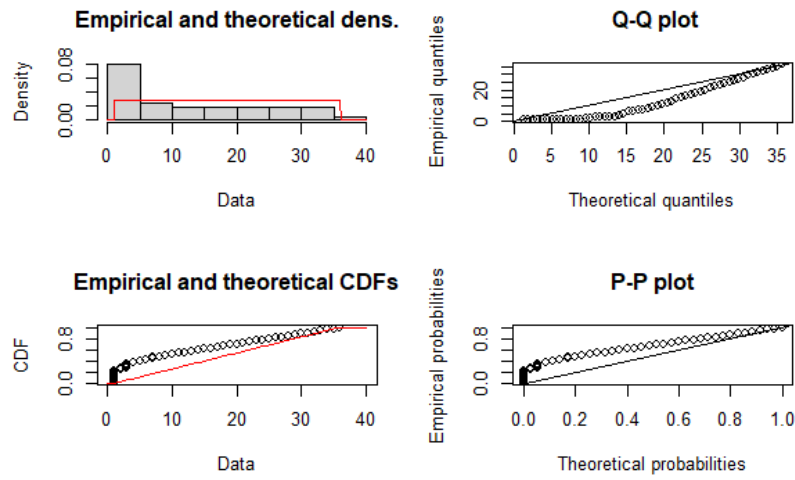 Empirical and theoretical dens.
Density
0.00
0.08
0 10 20 30 40
Data
Q-Q plot
Empirical quantiles
0
20
0 5 10 15 20 25 30 35
Theoretical quantiles
Empirical and theoretical CDFs
CDF
0.0
0.8
0 10 20 30 40
Data
P-P plot
Empirical probabilities
0.0
0.8
0.0 0.2 0.4 0.6 0.8 1.0
Theoretical probabilities